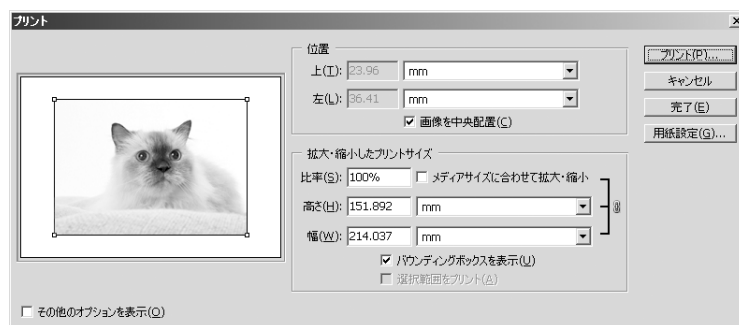 プリント
位置
上(T): 23.96 mm
左(L): 36.41 mm
画像を中央配置(C)
拡大・縮小したプリントサイズ
比率(S): 100% メディアサイズに合わせて拡大・縮小
高さ(H): 151.892 mm
幅(W): 214.037 mm
バウンディングボックスを表示(U)
選択範囲をプリント(A)
プリント(P)...
キャンセル
完了(E)
用紙設定(G)...
その他のオプションを表示(O)